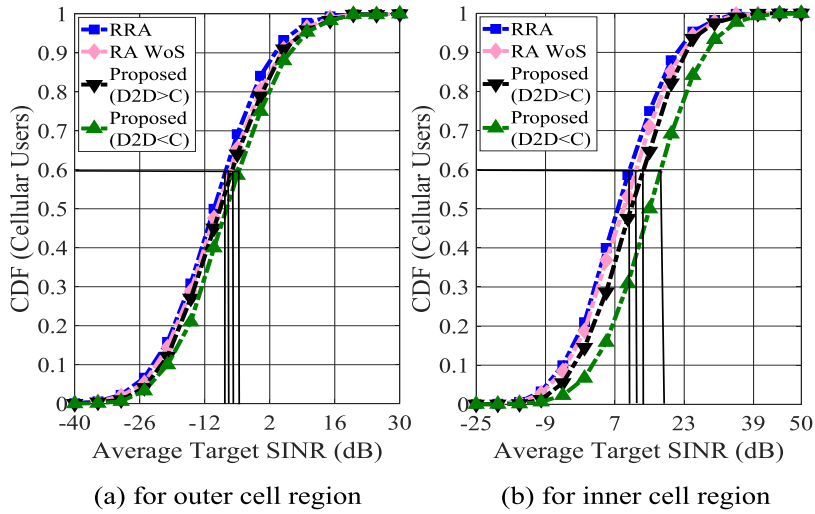 1
0.9
0.8
0.7
0.6
0.5
0.4
0.3
0.2
0.1
0
CDF (Cellular Users)
RRA
RA WoS
Proposed
(D2D>C)
Proposed
(D2D<C)
-40
-26
-12
2
16
30
Average Target SINR (dB)
(a) for outer cell region
1
0.9
0.8
0.7
0.6
0.5
0.4
0.3
0.2
0.1
0
CDF (Cellular Users)
RRA
RA WoS
Proposed
(D2D>C)
Proposed
(D2D<C)
-25
-9
7
23
39
50
Average Target SINR (dB)
(b) for inner cell region